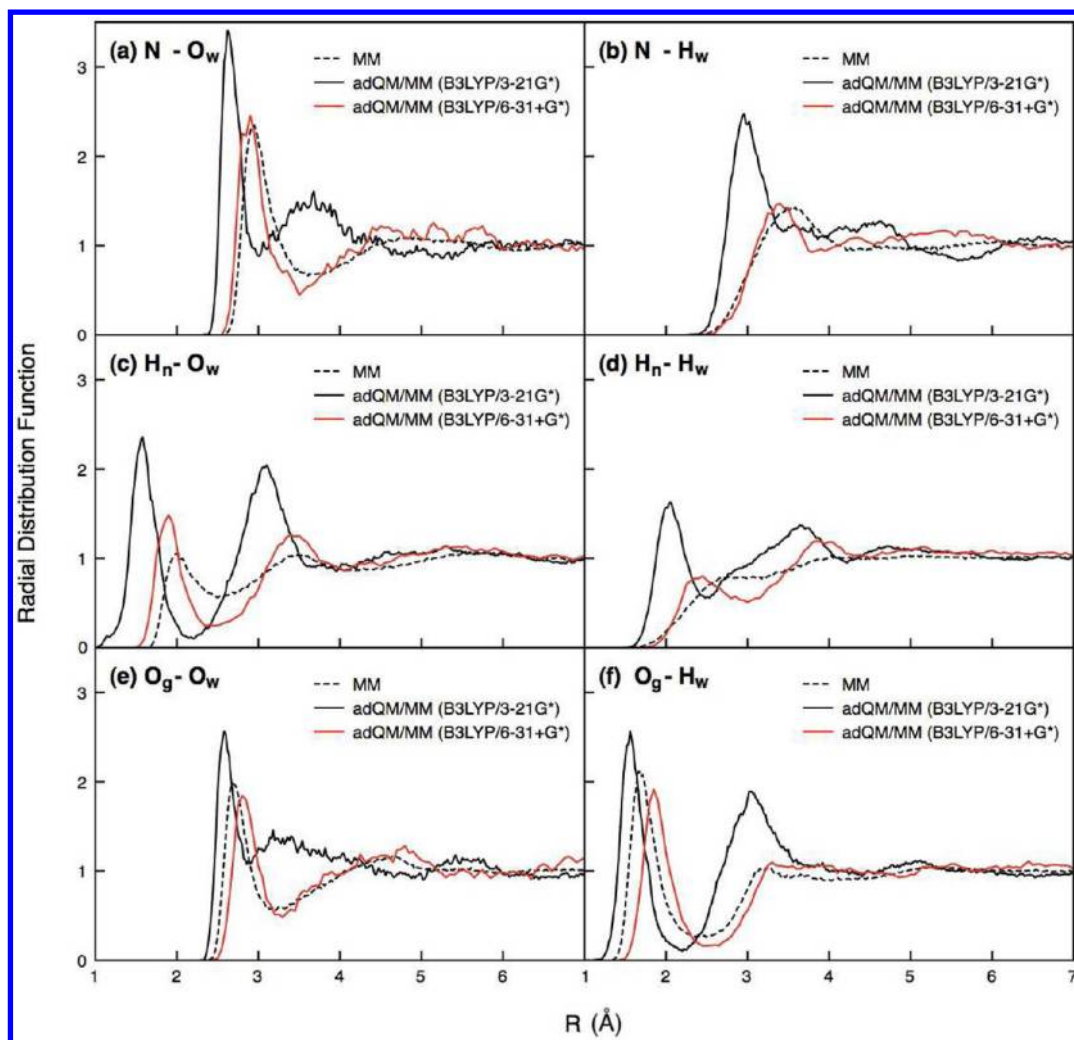 (a) N - Ow
MM
adQM/MM (B3LYP/3-21G*)
adQM/MM (B3LYP/6-31+G*)
3
2
1
0
(b) N - Hw
MM
adQM/MM (B3LYP/3-21G*)
adQM/MM (B3LYP/6-31+G*)
(c) Hn- Ow
MM
adQM/MM (B3LYP/3-21G*)
adQM/MM (B3LYP/6-31+G*)
3
2
1
0
(d) Hn- Hw
MM
adQM/MM (B3LYP/3-21G*)
adQM/MM (B3LYP/6-31+G*)
Radial Distribution Function
(e) Og- Ow
MM
adQM/MM (B3LYP/3-21G*)
adQM/MM (B3LYP/6-31+G*)
3
2
1
0
(f) Og- Hw
MM
adQM/MM (B3LYP/3-21G*)
adQM/MM (B3LYP/6-31+G*)
1 2 3 4 5 6 1 2 3 4 5 6 7
R (Å)